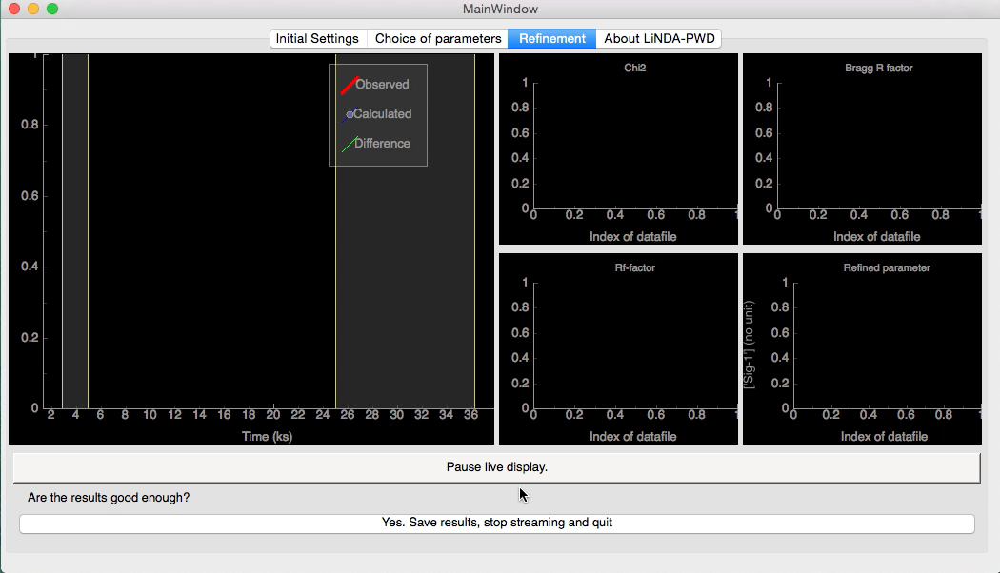 MainWindow
Initial Settings
Choice of parameters
Refinement
About LiNDA-PWD
1
0.8
0.6
0.4
0.2
0
2 4 6 8 10 12 14 16 18 20 22 24 26 28 30 32 34 36
Time (ks)
Observed
Calculated
Difference
Chi2
1
0.8
0.6
0.4
0.2
0
0 0.2 0.4 0.6 0.8 1
Index of datafile
Bragg R factor
1
0.8
0.6
0.4
0.2
0
0 0.2 0.4 0.6 0.8 1
Index of datafile
Rf-factor
1
0.8
0.6
0.4
0.2
0
0 0.2 0.4 0.6 0.8 1
Index of datafile
Refined parameter
['Sig-1'] (no unit)
1
0.8
0.6
0.4
0.2
0
0 0.2 0.4 0.6 0.8 1
Index of datafile
Pause live display.
Are the results good enough?
Yes. Save results, stop streaming and quit